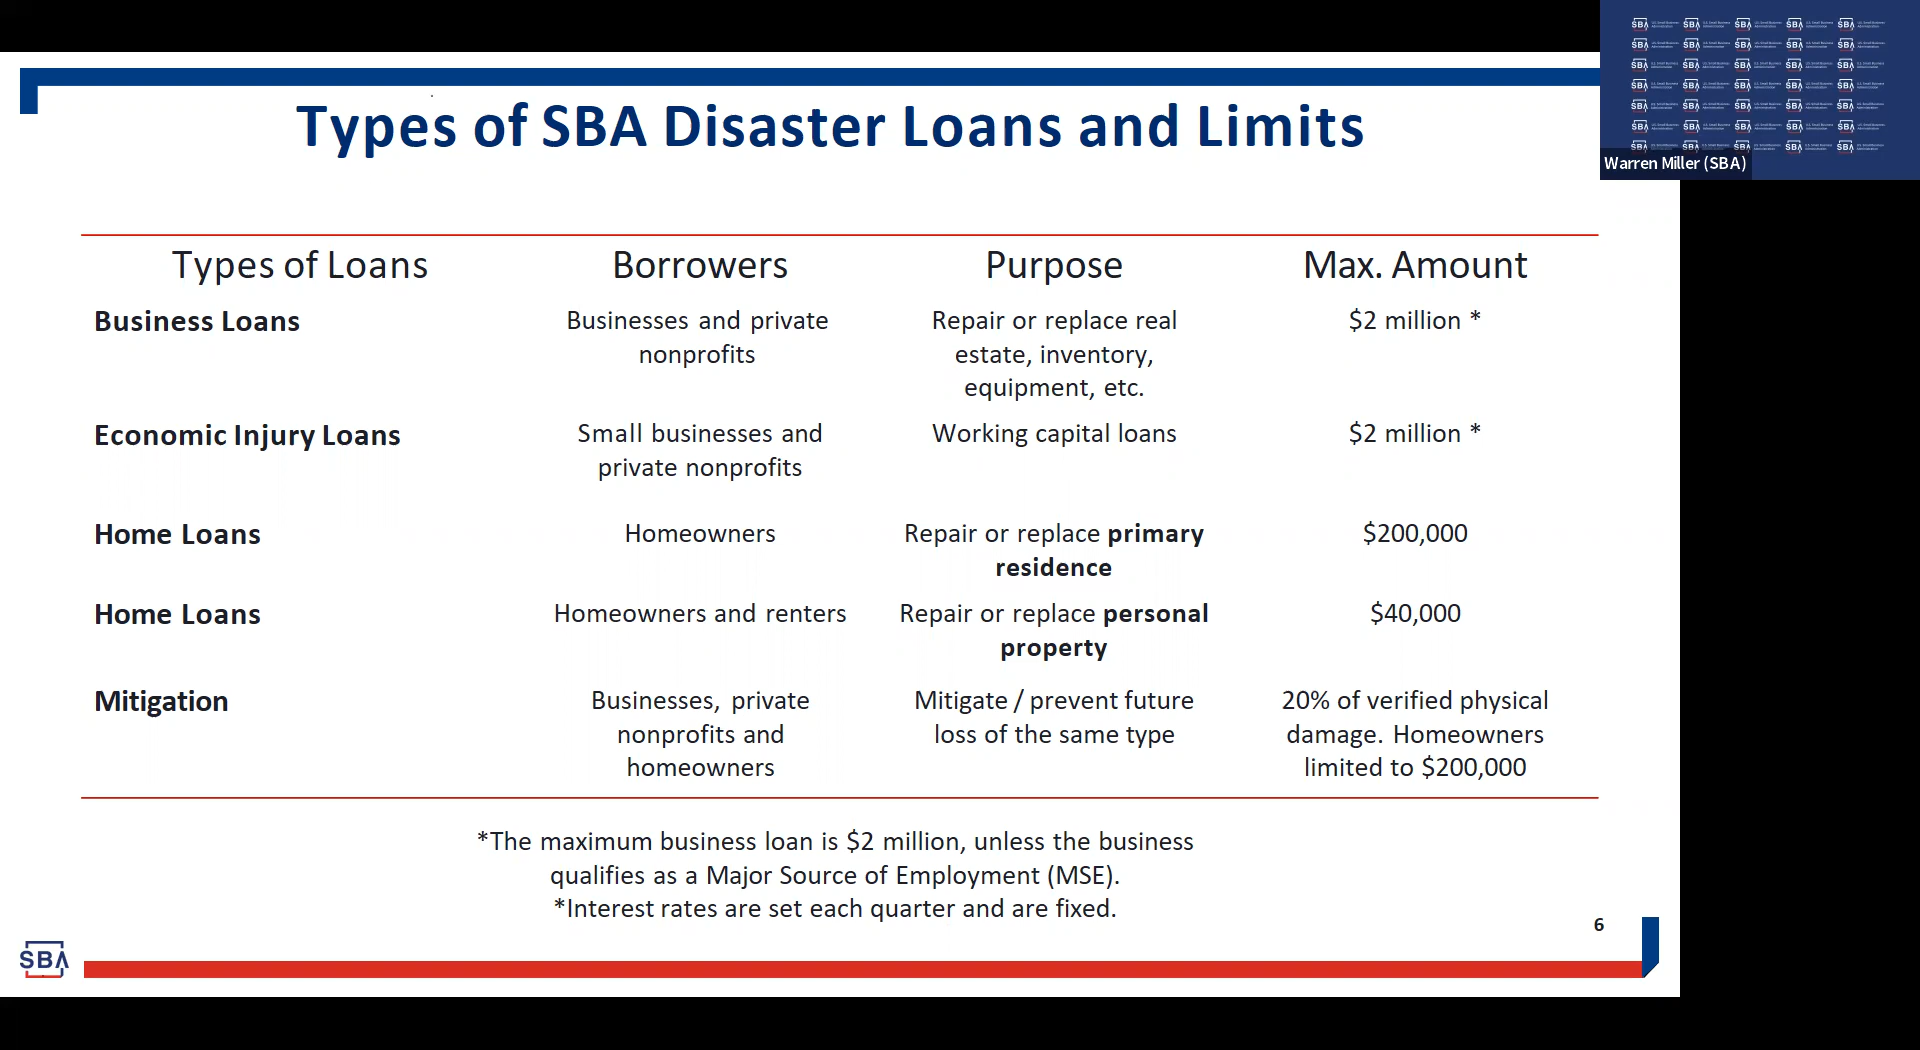 Types of SBA Disaster Loans and Limits
Warren Miller (SBA)
Types of Loans Borrowers Purpose Max. Amount
Business Loans Businesses and private Repair or replace real $2 million *
nonprofits estate, inventory,
equipment, etc.
Economic Injury Loans Small businesses and Working capital loans $2 million *
private nonprofits
Home Loans Homeowners Repair or replace primary $200,000
residence
Home Loans Homeowners and renters Repair or replace personal $40,000
property
Mitigation Businesses, private Mitigate / prevent future 20% of verified physical
nonprofits and loss of the same type damage. Homeowners
homeowners limited to $200,000
*The maximum business loan is $2 million, unless the business
qualifies as a Major Source of Employment (MSE).
*Interest rates are set each quarter and are fixed.
6
SBA